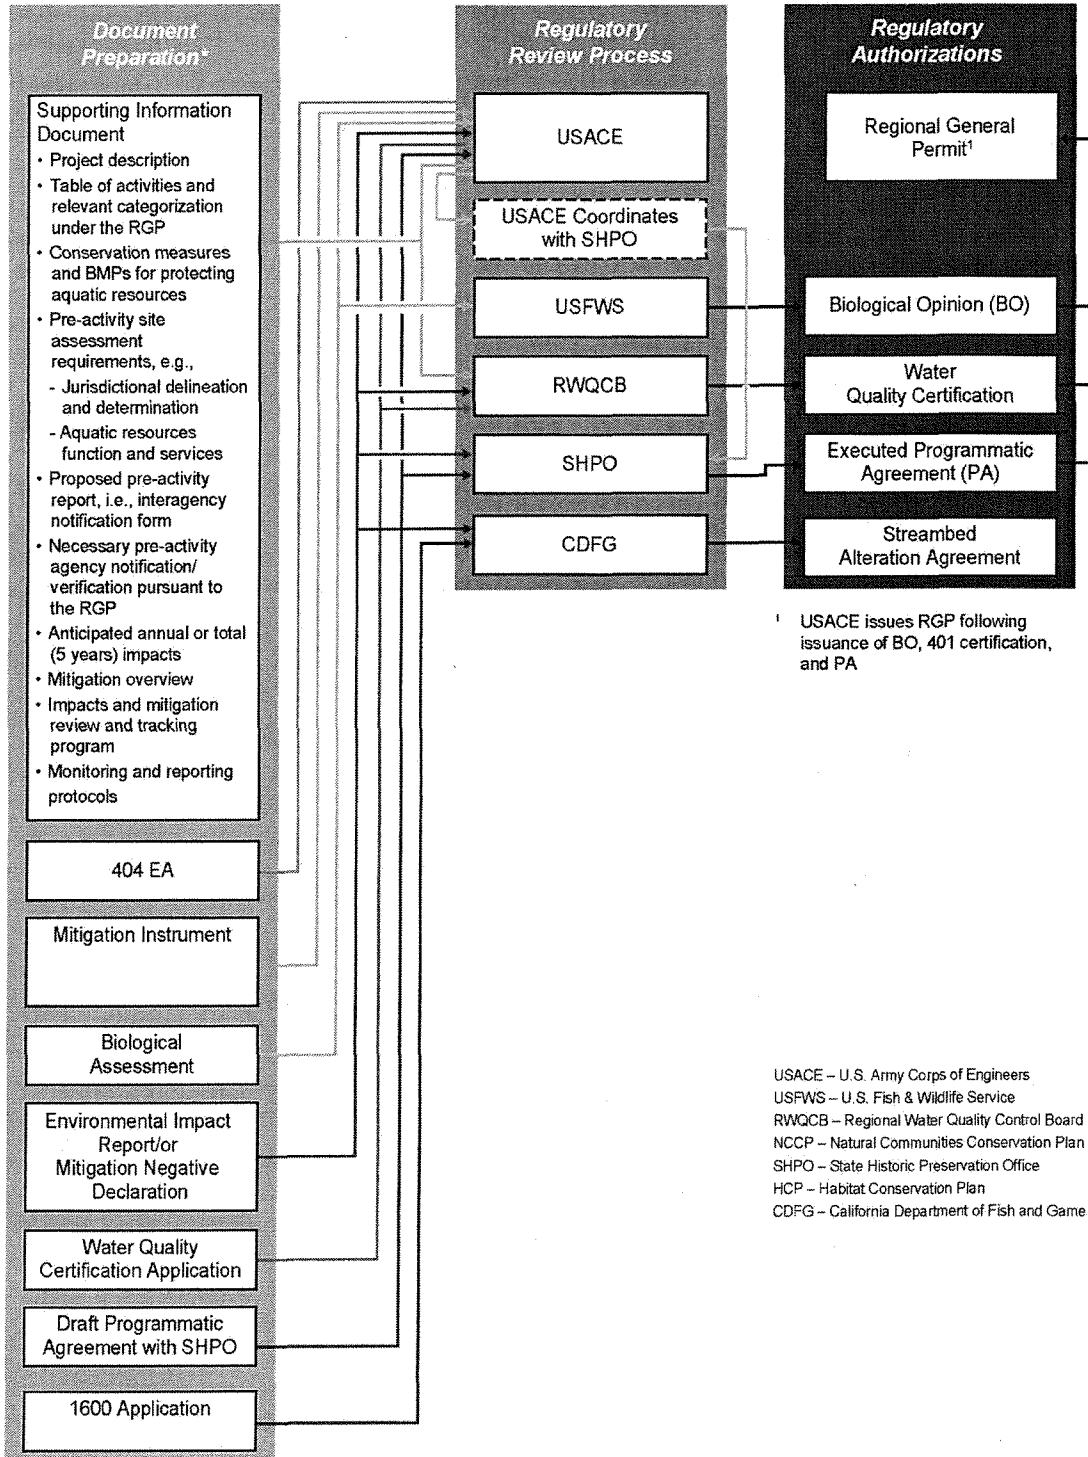 Document
Preparation*
Supporting Information
Document
• Project description
• Table of activities and
relevant categorization
under the RGP
• Conservation measures
and BMPs for protecting
aquatic resources
• Pre-activity site
assessment
requirements, e.g.,
- Jurisdictional delineation
and determination
- Aquatic resources
function and services
• Proposed pre-activity
report, i.e., interagency
notification form
• Necessary pre-activity
agency notification/
verification pursuant to
the RGP
• Anticipated annual or total
(5 years) impacts
• Mitigation overview
• Impacts and mitigation
review and tracking
program
• Monitoring and reporting
protocols
404 EA
Mitigation Instrument
Biological
Assessment
Environmental Impact
Report/or
Mitigation Negative
Declaration
Water Quality
Certification Application
Draft Programmatic
Agreement with SHPO
1600 Application
Regulatory
Review Process
USACE
USACE Coordinates
with SHPO
USFWS
RWQCB
SHPO
CDFG
Regulatory
Authorizations
Regional General
Permit¹
Biological Opinion (BO)
Water
Quality Certification
Executed Programmatic
Agreement (PA)
Streambed
Alteration Agreement
¹ USACE issues RGP following
issuance of BO, 401 certification,
and PA
USACE – U.S. Army Corps of Engineers
USFWS – U.S. Fish & Wildlife Service
RWQCB – Regional Water Quality Control Board
NCCP – Natural Communities Conservation Plan
SHPO – State Historic Preservation Office
HCP – Habitat Conservation Plan
CDFG – California Department of Fish and Game